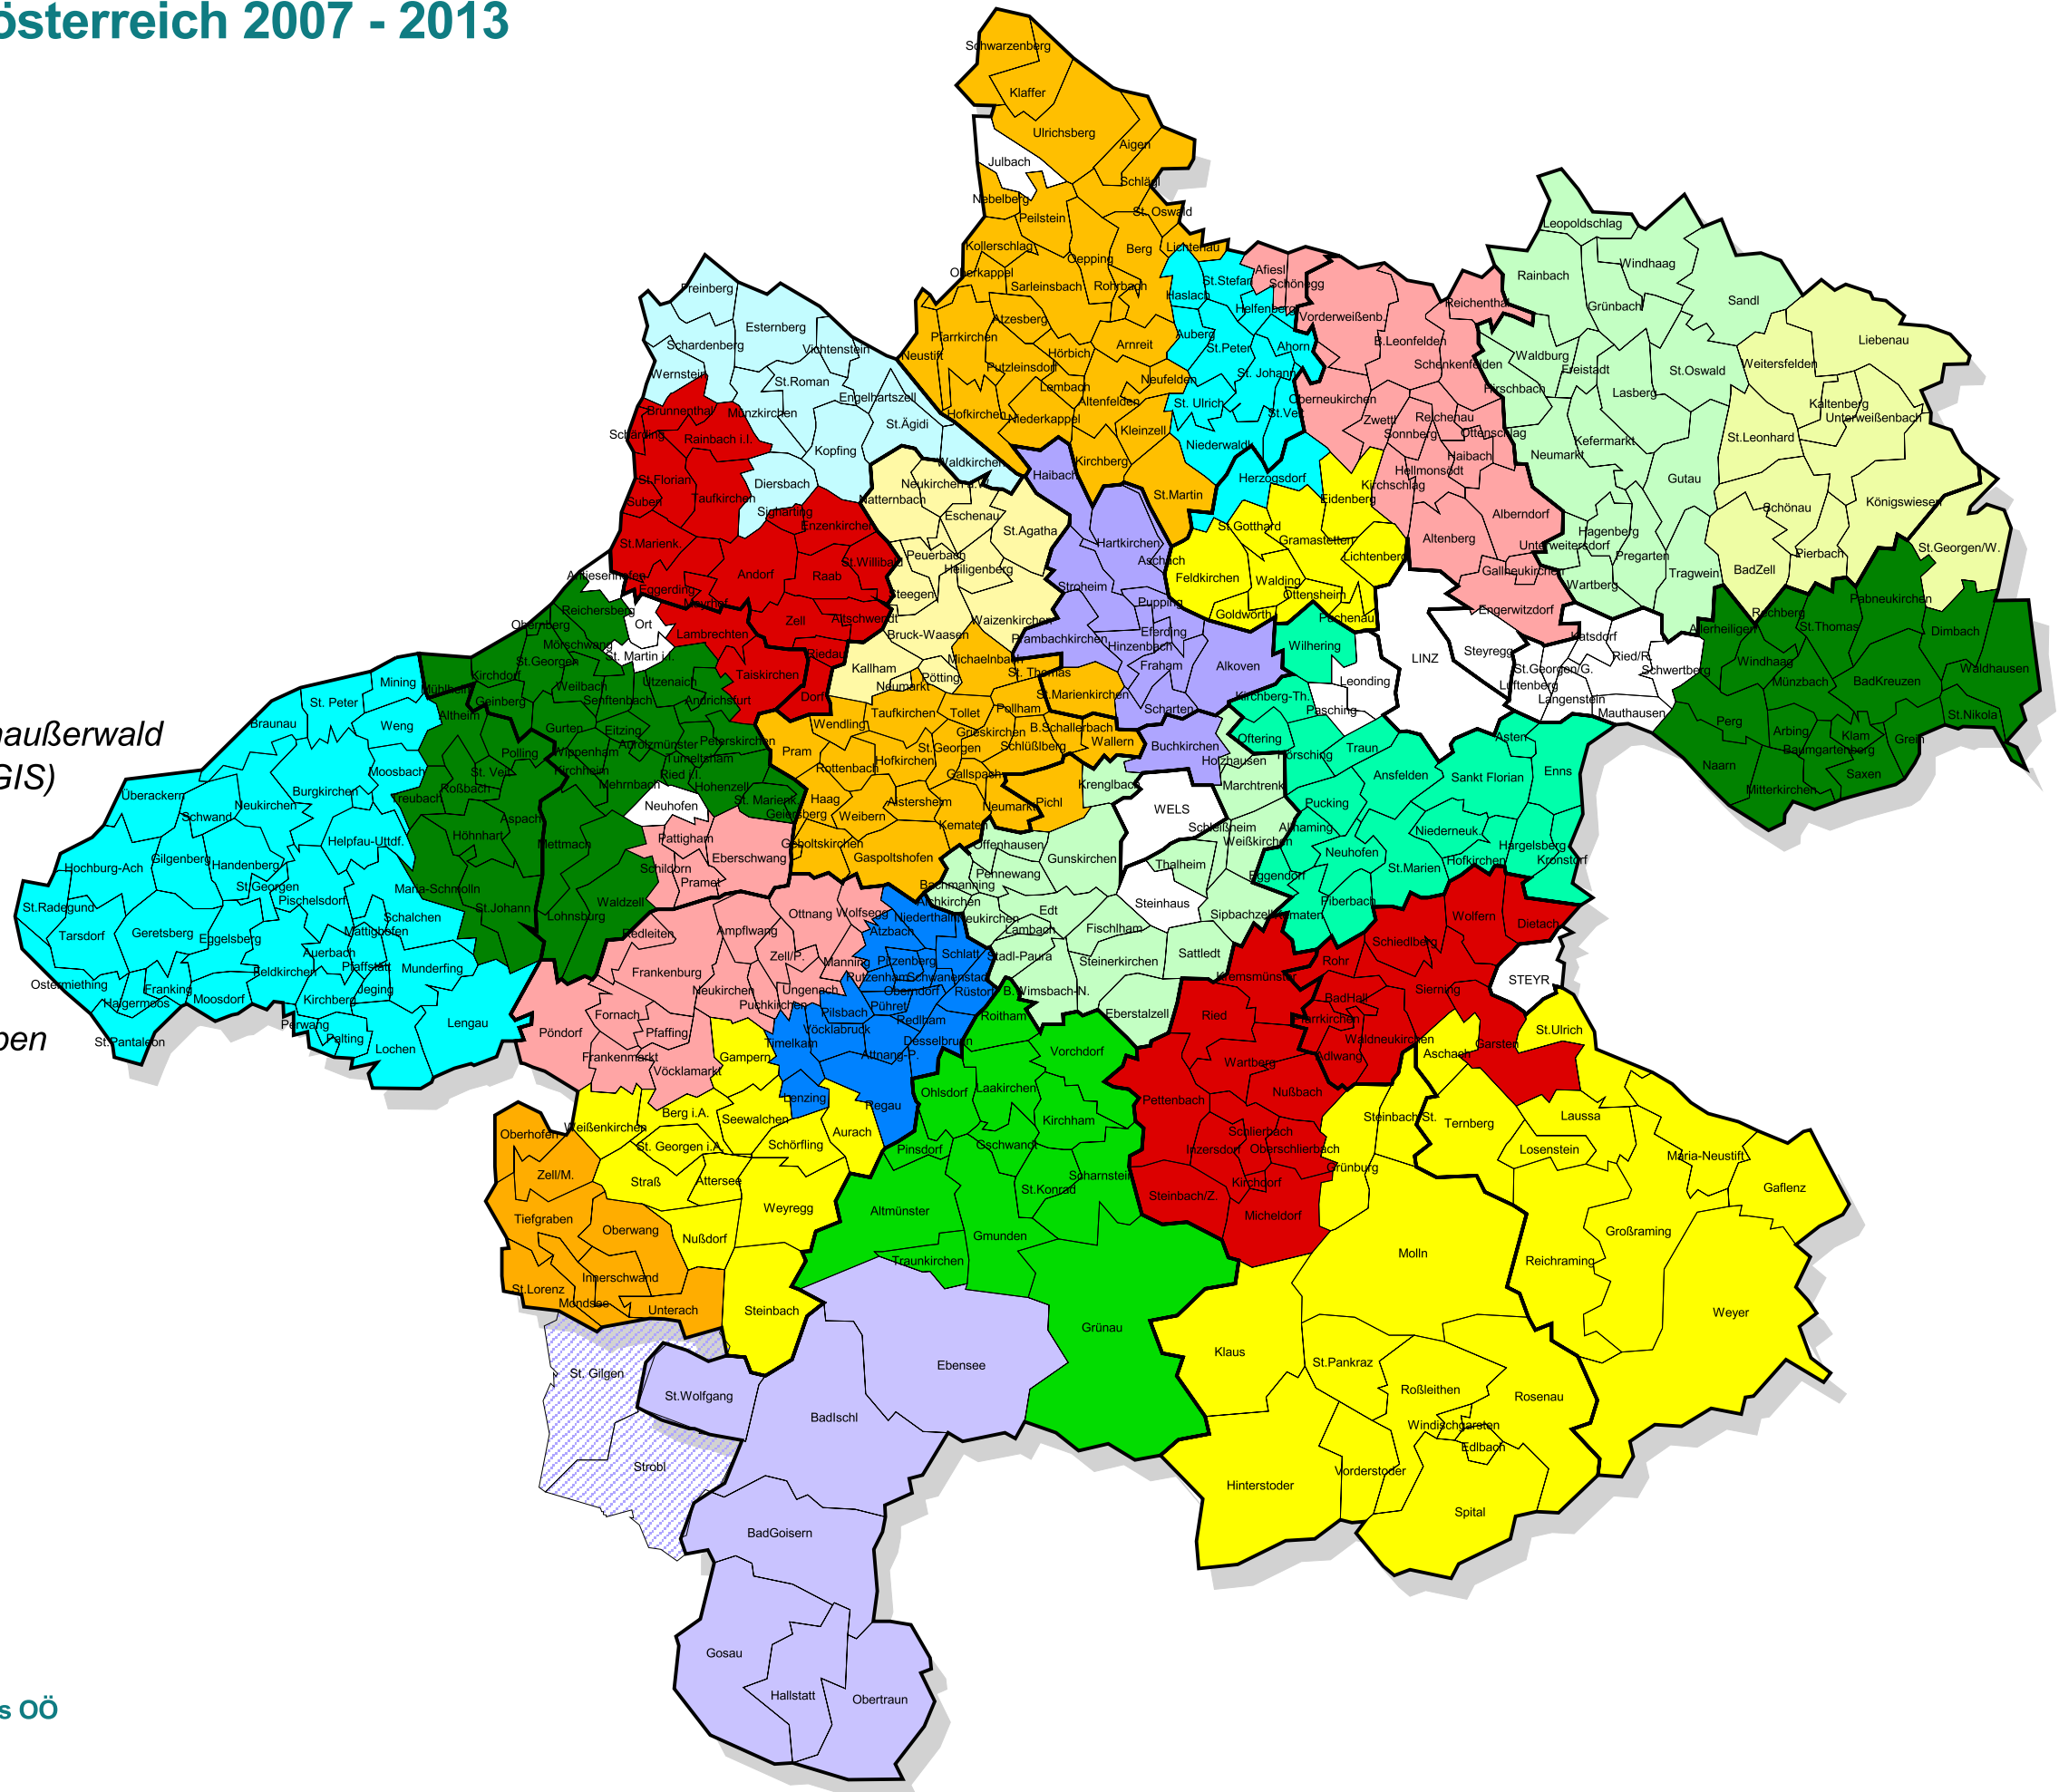 österreich 2007 - 2013
Schwarzenberg
Klaffer
Ulrichsberg
Aigen
Julbach
Schlägl
Nebelberg
Peilstein
St. Oswald
Kollerschlag
Berg
Lichtenau
Oepping
Oberkappel
Sarleinsbach
Rohrbach
Atzesberg
Pfarrkirchen
Neustift
Hörbich
Arnreit
Putzleinsdorf
Lembach
Neufelden
Altenfelden
Hofkirchen
Niederkappel
Kleinzell
Kirchberg
St.Martin
Haslach
St.Stefan
Afiesl
Schönegg
Helfenberg
Auberg
St.Peter
Ahorn
St. Johann
St. Ulrich
St.Veit
Niederwaldk.
Herzogsdorf
Vorderweißenb.
Reichenthal
B.Leonfelden
Schenkenfelden
Oberneukirchen
Zwettl
Reichenau
Sonnberg
Ottenschlag
Haibach
Hellmonsödt
Kirchschlag
Eidenberg
Alberndorf
Altenberg
Gallneukirchen
Engerwitzdorf
Leopoldschlag
Windhaag
Rainbach
Grünbach
Sandl
Waldburg
Freistadt
St.Oswald
Hirschbach
Lasberg
Kefermarkt
Neumarkt
Gutau
Hagenberg
Unterweitersdorf
Pregarten
Wartberg
Tragwein
Liebenau
Weitersfelden
Kaltenberg
Unterweißenbach
St.Leonhard
Königswiesen
Schönau
Pierbach
BadZell
St.Georgen/W.
Freinberg
Esternberg
Schardenberg
Vichtenstein
Wernstein
St.Roman
Engelhartszell
Münzkirchen
St.Ägidi
Kopfing
Waldkirchen
Diersbach
Brunnenthal
Schärding
Rainbach i.I.
St.Florian
Suben
Taufkirchen
Sigharting
Enzenkirchen
St.Marienk.
St.Willibald
Andorf
Raab
Eggerding
Mayrhof
Zell
Altschwendt
Lambrechten
Riedau
Taiskirchen
Dorf
Neukirchen a.W.
Natternbach
Eschenau
St.Agatha
Peuerbach
Heiligenberg
Steegen
Waizenkirchen
Bruck-Waasen
Kallham
Pötting
Neumarkt
Michaelnbach
St. Thomas
St.Marienkirchen
Haibach
Hartkirchen
Aschach
Stroheim
Pupping
Prambachkirchen
Eferding
Hinzenbach
Fraham
Alkoven
Scharten
Buchkirchen
St.Gotthard
Gramastetten
Lichtenberg
Feldkirchen
Walding
Ottensheim
Goldwörth
Puchenau
Wilhering
LINZ
Leonding
Pasching
Kirchberg-Th.
Oftering
Hörsching
Traun
Steyregg
Katsdorf
St.Georgen/G.
Ried/R.
Luftenberg
Langenstein
Schwertberg
Mauthausen
Allerheiligen
Rechberg
St.Thomas
Pabneukirchen
Dimbach
Windhaag
Münzbach
BadKreuzen
Waldhausen
Perg
Arbing
Klam
St.Nikola
Baumgartenberg
Grein
Naarn
Saxen
Mitterkirchen
Antiesenhofen
Reichersberg
Ort
Obernberg
Mörschwang
St. Martin i.I.
St.Georgen
Kirchdorf
Weilbach
Utzenaich
Mühlheim
Geinberg
Senftenbach
Andrichsfurt
Altheim
Gurten
Eitzing
Polling
Wippenham
Aurolzmünster
Peterskirchen
Tumeltsham
St. Veit
Kirchheim
Ried i.I.
Roßbach
Mehrnbach
Hohenzell
Treubach
Neuhofen
St. Marienk.
Aspach
Höhnhart
Mettmach
Maria-Schmolln
St.Johann
Waldzell
Lohnsburg
Mining
St. Peter
Weng
Braunau
Moosbach
Überackern
Burgkirchen
Neukirchen
Schwand
Helpfau-Uttdf.
Hochburg-Ach
Gilgenberg
Handenberg
St.Georgen
Pischelsdorf
St.Radegund
Schalchen
Tarsdorf
Geretsberg
Eggelsberg
Mattighofen
Auerbach
Pfaffstätt
Munderfing
Feldkirchen
Ostermiething
Franking
Jeging
Haigermoos
Moosdorf
Kirchberg
Perwang
Lengau
St.Pantaleon
Palting
Lochen
außerwald
GIS)
ben
s OÖ
Wendling
Taufkirchen
Tollet
Pollham
Pram
Grieskirchen
B.Schallerbach
Wallern
St.Georgen
Schlüßlberg
Rottenbach
Hofkirchen
Gallspach
Haag
Geiersberg
Weibern
Aistersheim
Neumarkt
Pichl
Kematen
Geboltskirchen
Gaspoltshofen
Krenglbach
WELS
Holzhausen
Marchtrenk
Schleißheim
Weißkirchen
Offenhausen
Gunskirchen
Thalheim
Pennewang
Bachmanning
Steinhaus
Aichkirchen
Neukirchen
Edt
Lambach
Fischlham
Sipbachzell
Stadl-Paura
Steinerkirchen
Sattledt
B.Wimsbach-N.
Eberstalzell
Pucking
Ansfelden
Sankt Florian
Asten
Enns
Allhaming
Niederneuk.
Neuhofen
Hargelsberg
Eggendorf
St.Marien
Hofkirchen
Kronstorf
Kematen
Piberbach
Pattigham
Eberschwang
Schildorn
Pramet
Ottnang
Wolfsegg
Redleiten
Ampflwang
Zell/P.
Manning
Frankenburg
Neukirchen
Ungenach
Puchkirchen
Fornach
Pfaffing
Pöndorf
Frankenmarkt
Vöcklamarkt
Niederthalh.
Atzbach
Pitzenberg
Schlatt
Rutzenham
Schwanenstadt
Oberndorf
Rüstorf
Pilsbach
Pühret
Vöcklabruck
Redlham
Timelkam
Desselbrunn
Attnang-P.
Lenzing
Regau
Gampern
Berg i.A.
Seewalchen
Weißenkirchen
Aurach
St. Georgen i.A.
Schörfling
Straß
Attersee
Weyregg
Nußdorf
Steinbach
Oberhofen
Zell/M.
Tiefgraben
Oberwang
Innerschwand
St.Lorenz
Mondsee
Unterach
St. Gilgen
St.Wolfgang
Strobl
BadIschl
Ebensee
BadGoisern
Gosau
Hallstatt
Obertraun
Roitham
Vorchdorf
Ohlsdorf
Laakirchen
Kirchham
Pinsdorf
Gschwandt
Scharnstein
St.Konrad
Altmünster
Gmunden
Traunkirchen
Grünau
Kremsmünster
Rohr
Schiedlberg
Wolfern
Dietach
BadHall
Sierning
STEYR
Ried
Pfarrkirchen
Waldneukirchen
Garsten
Wartberg
Adlwang
Nußbach
Pettenbach
Schlierbach
Inzersdorf
Oberschlierbach
Kirchdorf
Steinbach/Z.
Micheldorf
Grünburg
Steinbach/St.
Aschach
St.Ulrich
Ternberg
Laussa
Losenstein
Maria-Neustift
Gaflenz
Großraming
Reichraming
Weyer
Molln
Klaus
St.Pankraz
Roßleithen
Rosenau
Windischgarsten
Edlbach
Vorderstoder
Hinterstoder
Spital